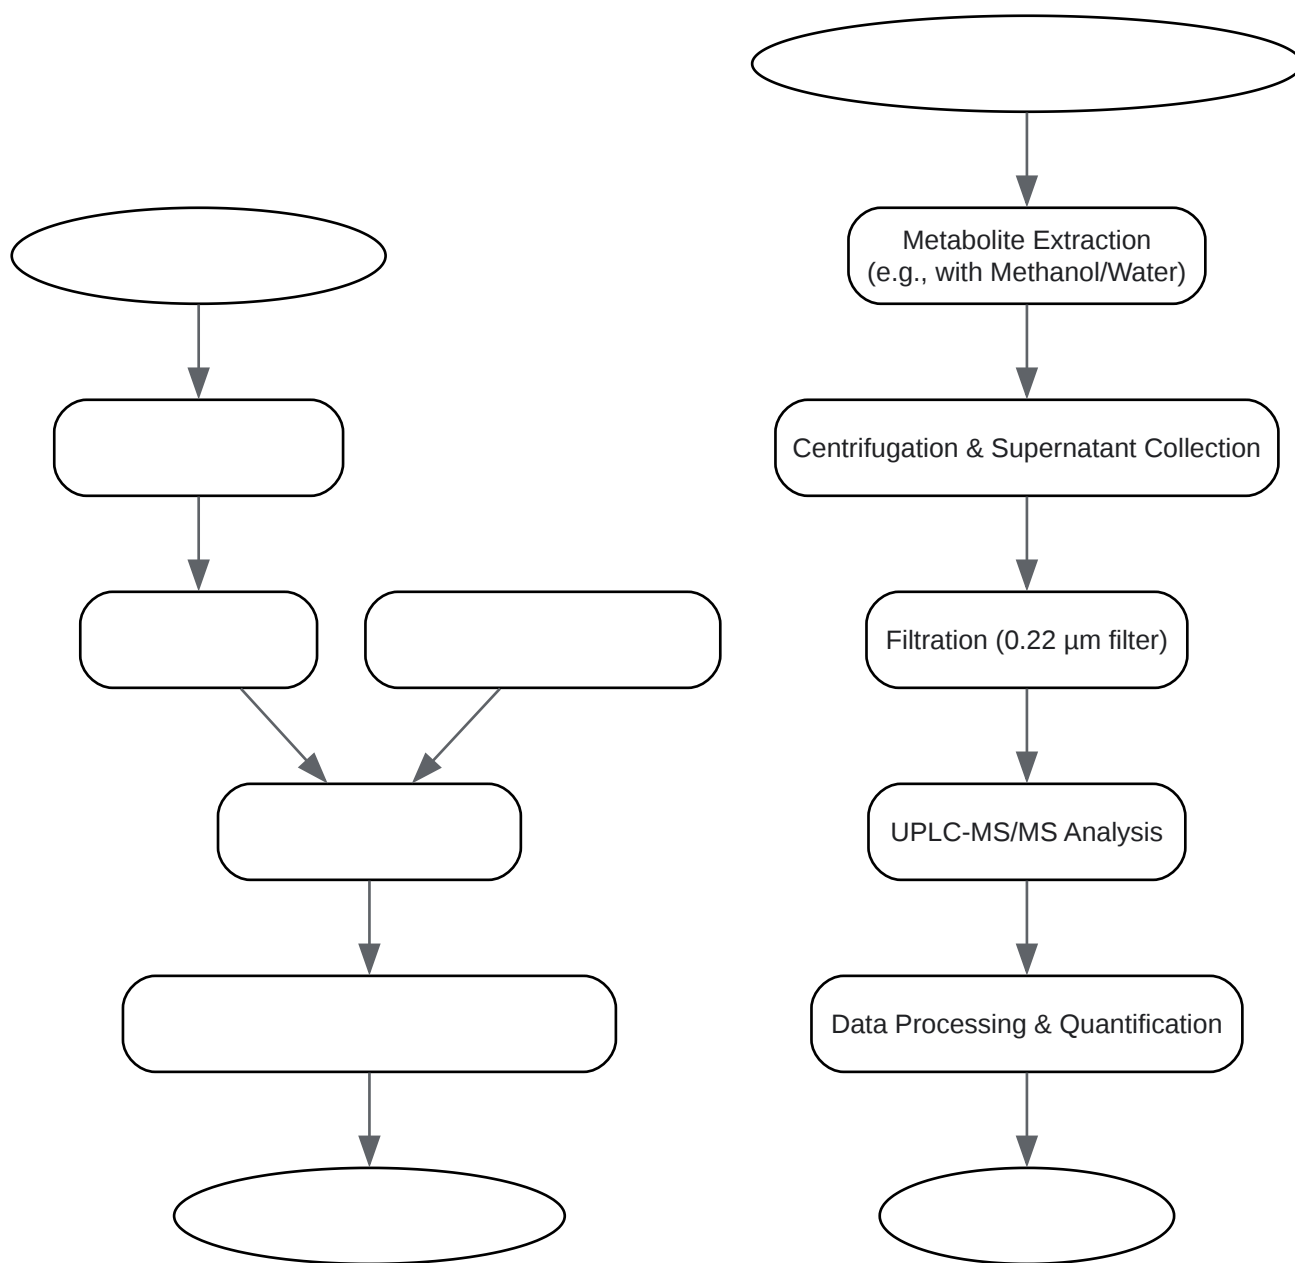 Metabolite Extraction
(e.g., with Methanol/Water)
Centrifugation & Supernatant Collection
Filtration (0.22 µm filter)
UPLC-MS/MS Analysis
Data Processing & Quantification